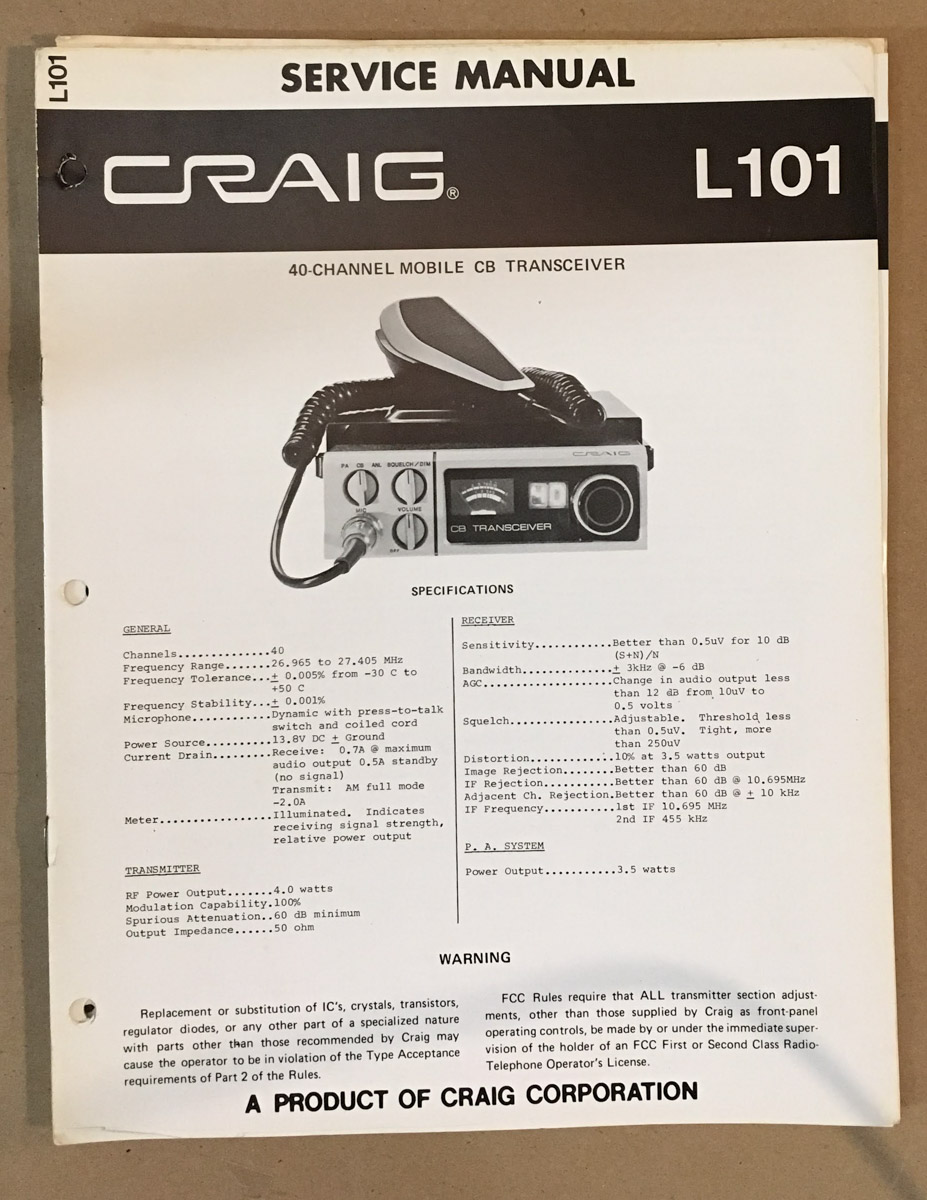 L101
SERVICE MANUAL
CRAIG® L101
40-CHANNEL MOBILE CB TRANSCEIVER
CRAIG
PA CB ANL SQUELCH/DIM
MIC VOLUME
OFF
40
CB TRANSCEIVER
SPECIFICATIONS
GENERAL
Channels.............40
Frequency Range.......26.965 to 27.405 MHz
Frequency Tolerance...± 0.005% from -30 C to
+50 C
Frequency Stability...± 0.001%
Microphone............Dynamic with press-to-talk
switch and coiled cord
Power Source..........13.8V DC ± Ground
Current Drain.........Receive: 0.7A @ maximum
audio output 0.5A standby
(no signal)
Transmit: AM full mode
-2.0A
Meter.................Illuminated. Indicates
receiving signal strength,
relative power output
TRANSMITTER
RF Power Output.......4.0 watts
Modulation Capability.100%
Spurious Attenuation..60 dB minimum
Output Impedance......50 ohm
RECEIVER
Sensitivity............Better than 0.5uV for 10 dB
(S+N)/N
Bandwidth..............± 3kHz @ -6 dB
AGC....................Change in audio output less
than 12 dB from 10uV to
0.5 volts
Squelch................Adjustable. Threshold less
than 0.5uV. Tight, more
than 250uV
Distortion.............10% at 3.5 watts output
Image Rejection........Better than 60 dB
IF Rejection...........Better than 60 dB @ 10.695MHz
Adjacent Ch. Rejection.Better than 60 dB @ ± 10 kHz
IF Frequency...........1st IF 10.695 MHz
2nd IF 455 kHz
P. A. SYSTEM
Power Output...........3.5 watts
WARNING
Replacement or substitution of IC's, crystals, transistors,
regulator diodes, or any other part of a specialized nature
with parts other than those recommended by Craig may
cause the operator to be in violation of the Type Acceptance
requirements of Part 2 of the Rules.
FCC Rules require that ALL transmitter section adjust-
ments, other than those supplied by Craig as front-panel
operating controls, be made by or under the immediate super-
vision of the holder of an FCC First or Second Class Radio-
Telephone Operator's License.
A PRODUCT OF CRAIG CORPORATION